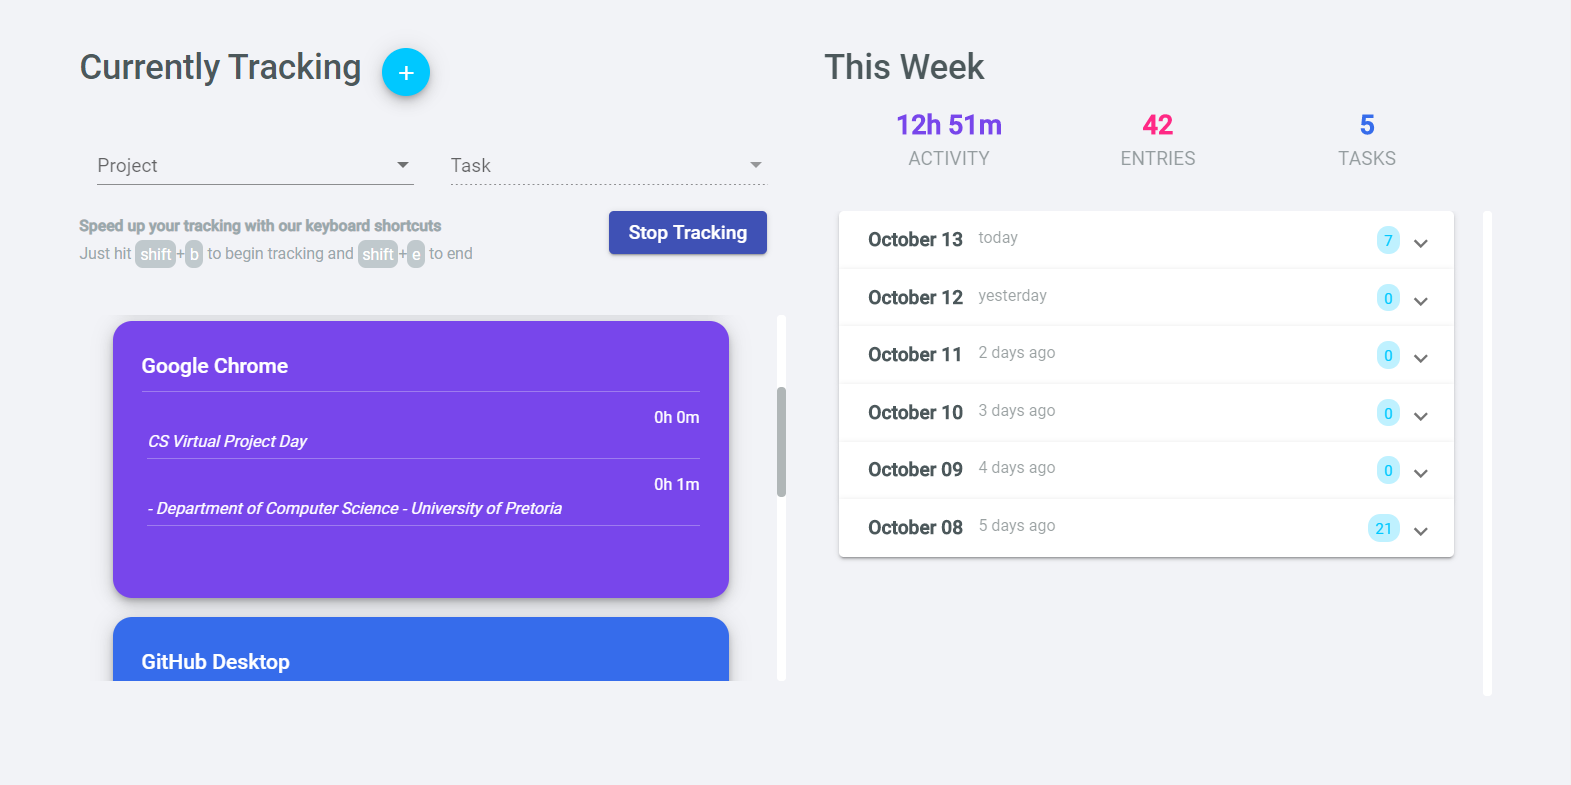 Currently Tracking +
Project
Task
Speed up your tracking with our keyboard shortcuts
Just hit shift+b to begin tracking and shift+e to end
Stop Tracking
Google Chrome
0h 0m
CS Virtual Project Day
0h 1m
- Department of Computer Science - University of Pretoria
GitHub Desktop
This Week
12h 51m
ACTIVITY
42
ENTRIES
5
TASKS
October 13 today 7
October 12 yesterday 0
October 11 2 days ago 0
October 10 3 days ago 0
October 09 4 days ago 0
October 08 5 days ago 21